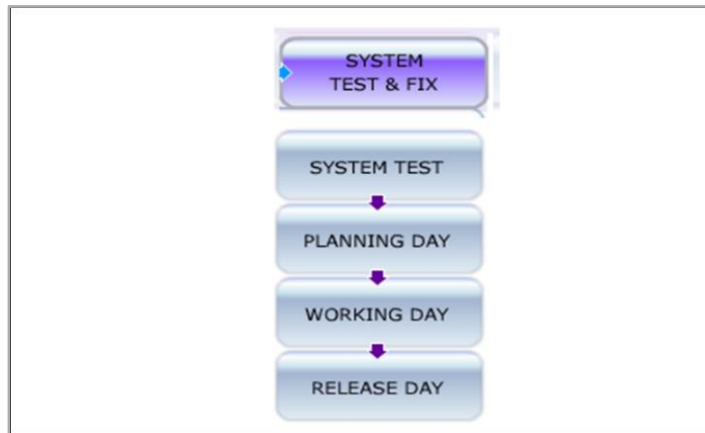 SYSTEM
TEST & FIX
SYSTEM TEST
PLANNING DAY
WORKING DAY
RELEASE DAY